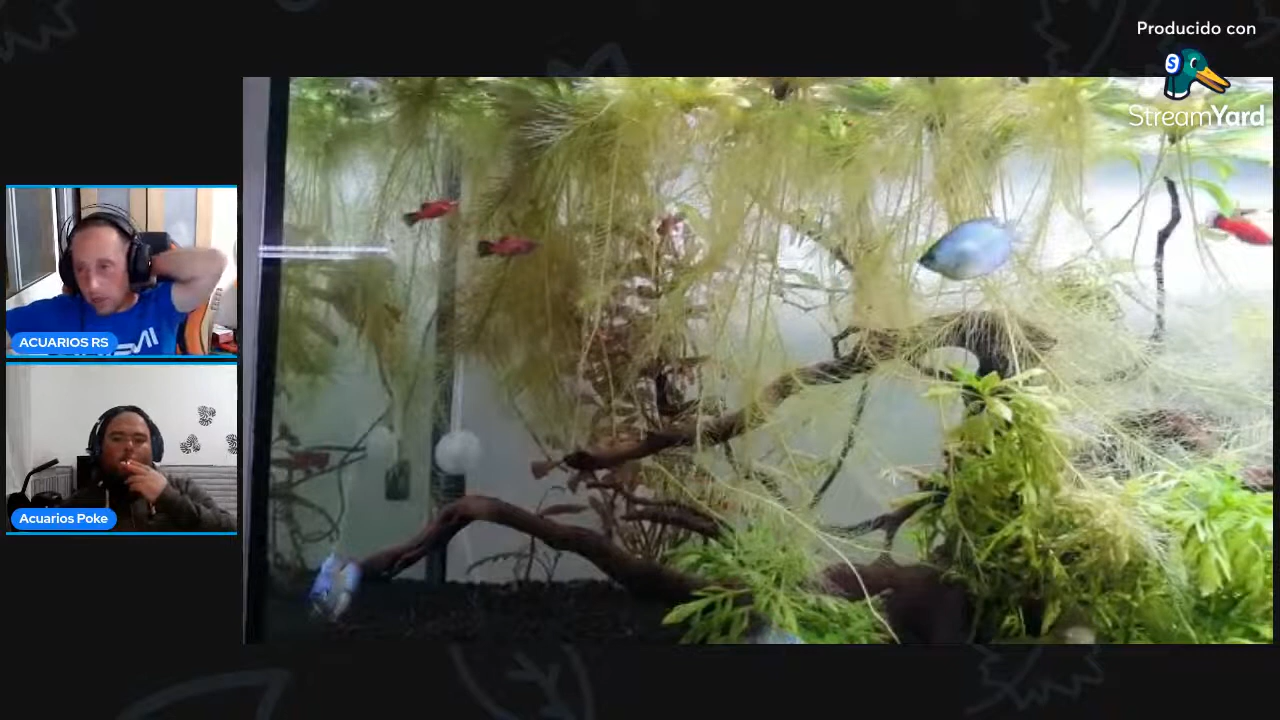 Producido con
S
StreamYard
ACUARIOS RS
Acuarios Poke